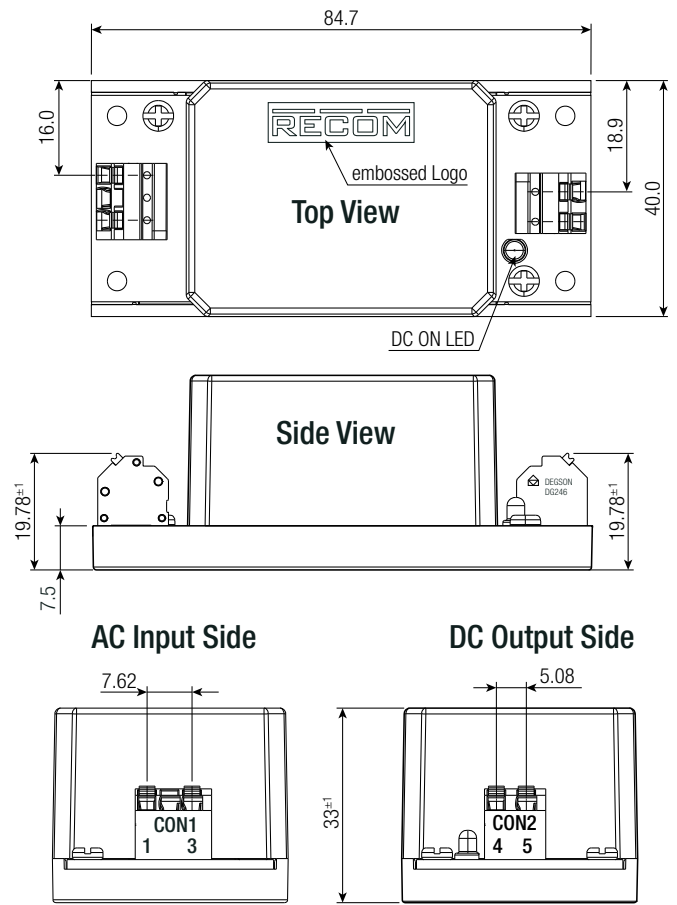 84.7
16.0
RECOM
embossed Logo
Top View
18.9
40.0
DC ON LED
Side View
19.78±1
7.5
DEGSON
DG246
19.78±1
AC Input Side
DC Output Side
7.62
5.08
33±1
CON1
1 3
CON2
4 5